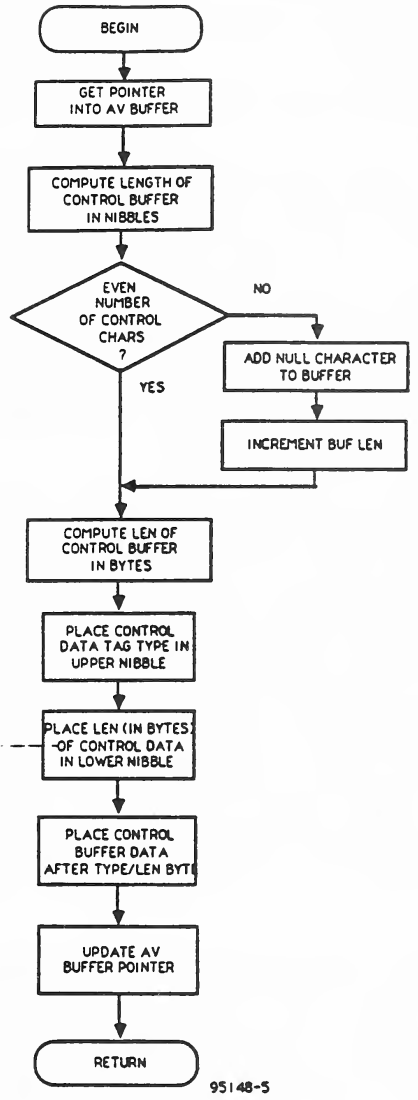 BEGIN
GET POINTER
INTO AV BUFFER
COMPUTE LENGTH OF
CONTROL BUFFER
IN NIBBLES
EVEN
NUMBER
OF CONTROL
CHARS
?
NO
ADD NULL CHARACTER
TO BUFFER
YES
INCREMENT BUF LEN
COMPUTE LEN OF
CONTROL BUFFER
IN BYTES
PLACE CONTROL
DATA TAG TYPE IN
UPPER NIBBLE
PLACE LEN (IN BYTES)
OF CONTROL DATA
IN LOWER NIBBLE
PLACE CONTROL
BUFFER DATA
AFTER TYPE/LEN BYTE
UPDATE AV
BUFFER POINTER
RETURN
95148-5